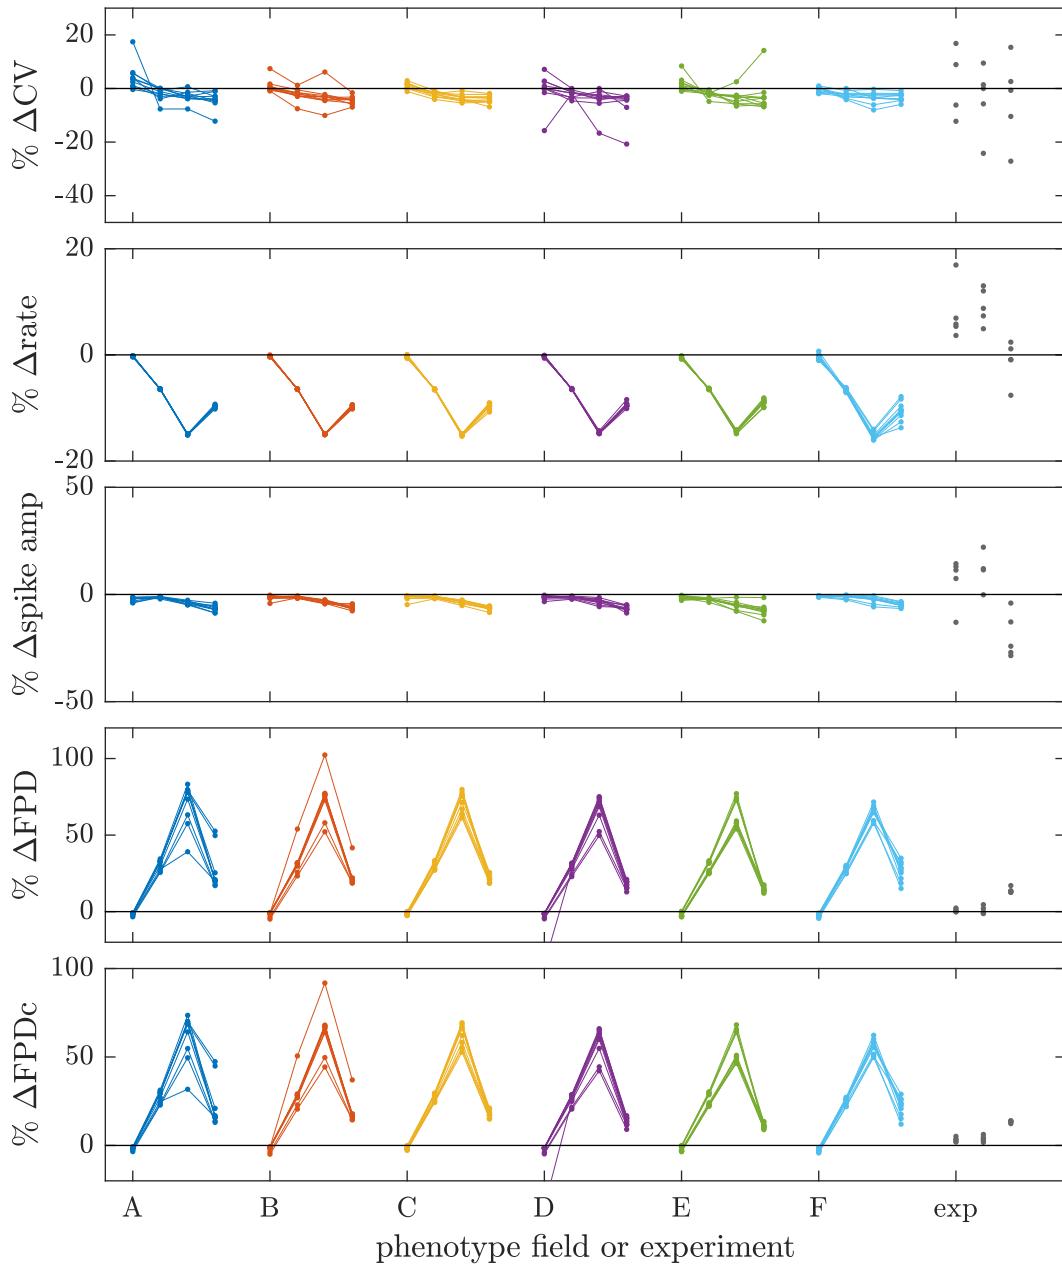 % ΔCV
20
0
-20
-40
% Δrate
20
0
-20
% Δspike amp
50
0
-50
% ΔFPD
100
50
0
% ΔFPDc
100
50
0
A B C D E F exp
phenotype field or experiment